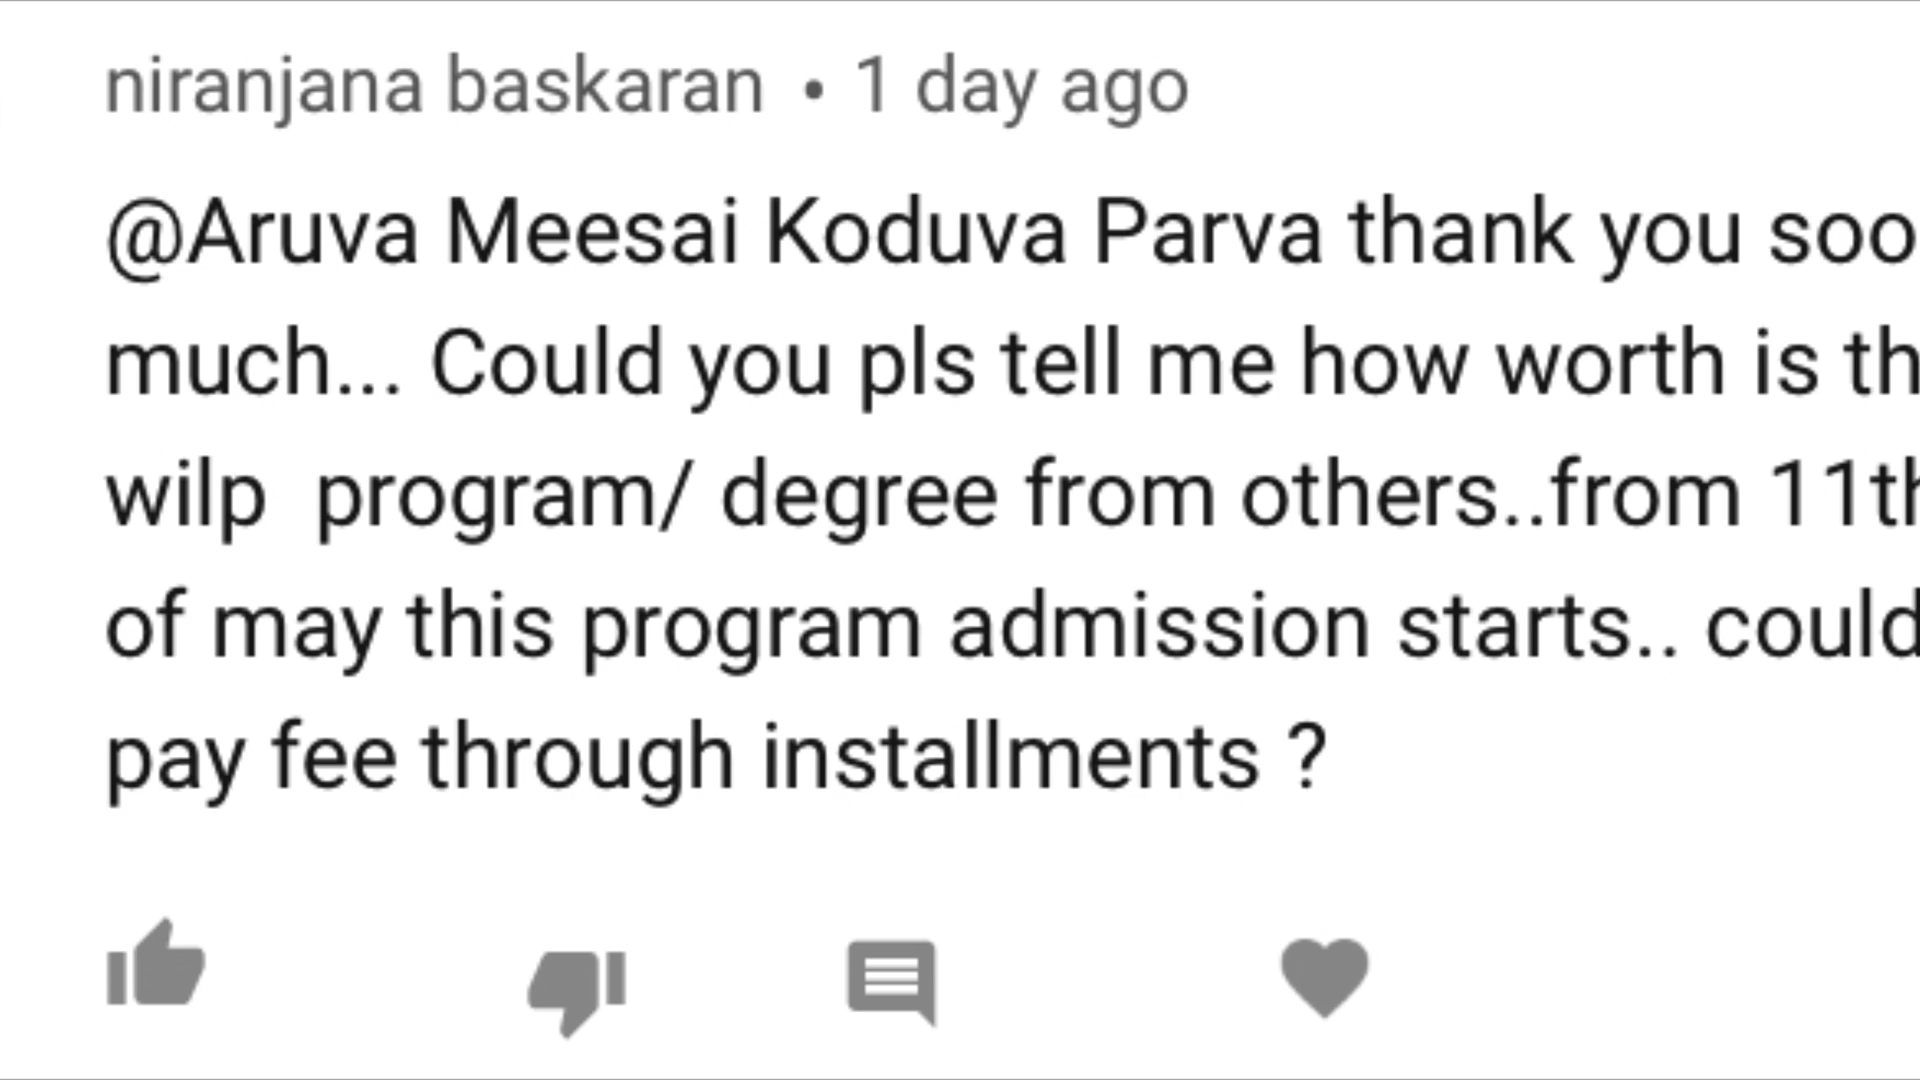 niranjana baskaran • 1 day ago
@Aruva Meesai Koduva Parva thank you soo
much... Could you pls tell me how worth is th
wilp  program/ degree from others..from 11th
of may this program admission starts.. could
pay fee through installments ?